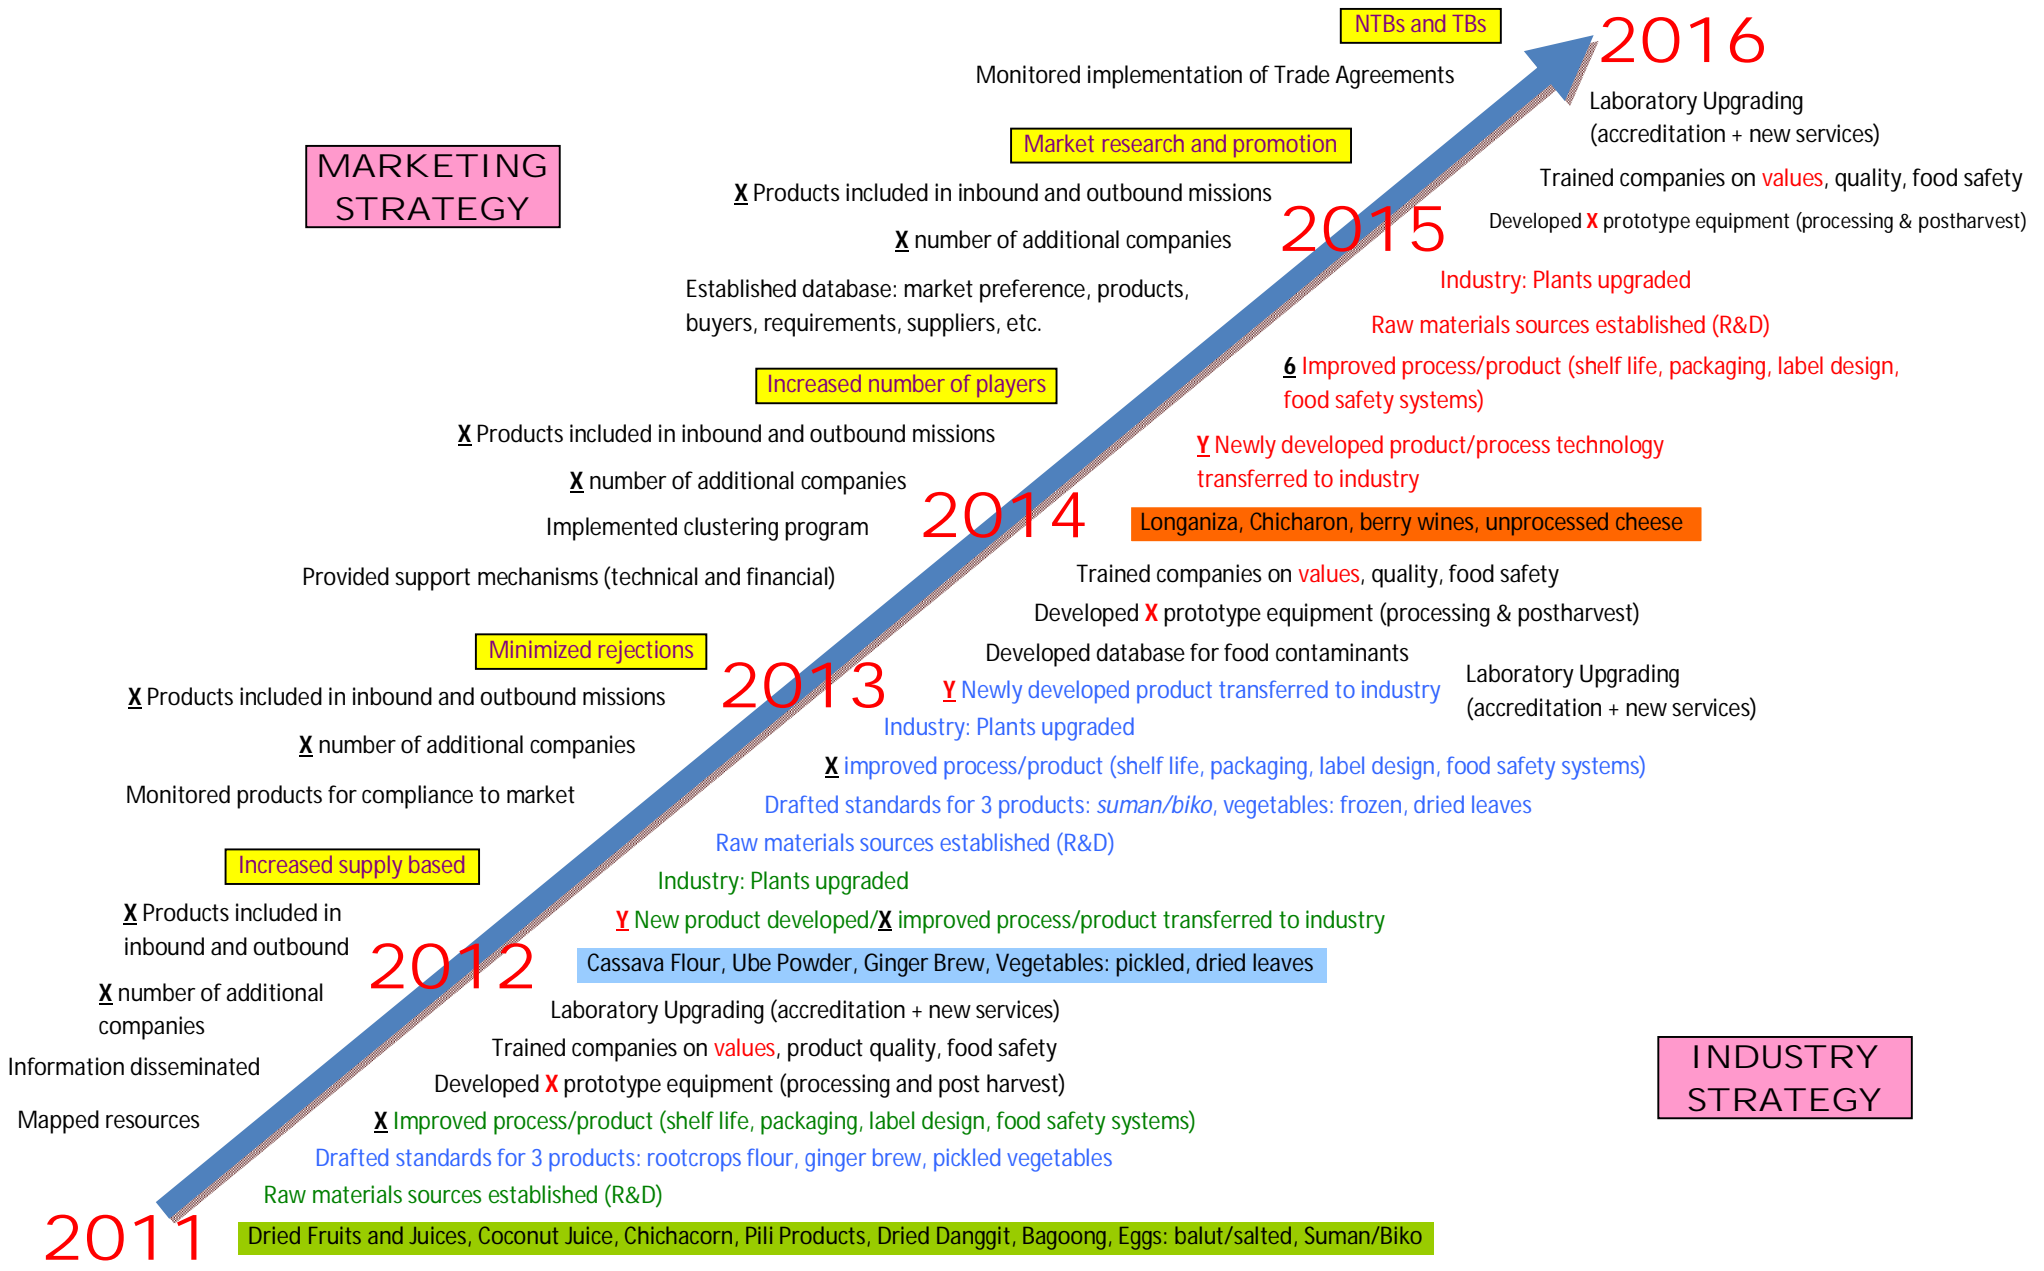 NTBs and TBs
2016
Monitored implementation of Trade Agreements
Laboratory Upgrading
(accreditation + new services)
Market research and promotion
MARKETING
STRATEGY
Trained companies on values, quality, food safety
X Products included in inbound and outbound missions
2015
Developed X prototype equipment (processing & postharvest)
X number of additional companies
Industry: Plants upgraded
Established database: market preference, products,
buyers, requirements, suppliers, etc.
Raw materials sources established (R&D)
6 Improved process/product (shelf life, packaging, label design,
food safety systems)
Increased number of players
X Products included in inbound and outbound missions
Y Newly developed product/process technology
transferred to industry
X number of additional companies
2014
Longaniza, Chicharon, berry wines, unprocessed cheese
Implemented clustering program
Provided support mechanisms (technical and financial)
Trained companies on values, quality, food safety
Developed X prototype equipment (processing & postharvest)
Minimized rejections
Developed database for food contaminants
Laboratory Upgrading
(accreditation + new services)
2013
X Products included in inbound and outbound missions
Y Newly developed product transferred to industry
Industry: Plants upgraded
X number of additional companies
X improved process/product (shelf life, packaging, label design, food safety systems)
Monitored products for compliance to market
Drafted standards for 3 products: suman/biko, vegetables: frozen, dried leaves
Raw materials sources established (R&D)
Increased supply based
Industry: Plants upgraded
X Products included in
inbound and outbound
Y New product developed/X improved process/product transferred to industry
2012
Cassava Flour, Ube Powder, Ginger Brew, Vegetables: pickled, dried leaves
X number of additional
companies
Laboratory Upgrading (accreditation + new services)
Trained companies on values, product quality, food safety
Information disseminated
Developed X prototype equipment (processing and post harvest)
INDUSTRY
STRATEGY
Mapped resources
X Improved process/product (shelf life, packaging, label design, food safety systems)
Drafted standards for 3 products: rootcrops flour, ginger brew, pickled vegetables
Raw materials sources established (R&D)
2011
Dried Fruits and Juices, Coconut Juice, Chichacorn, Pili Products, Dried Danggit, Bagoong, Eggs: balut/salted, Suman/Biko